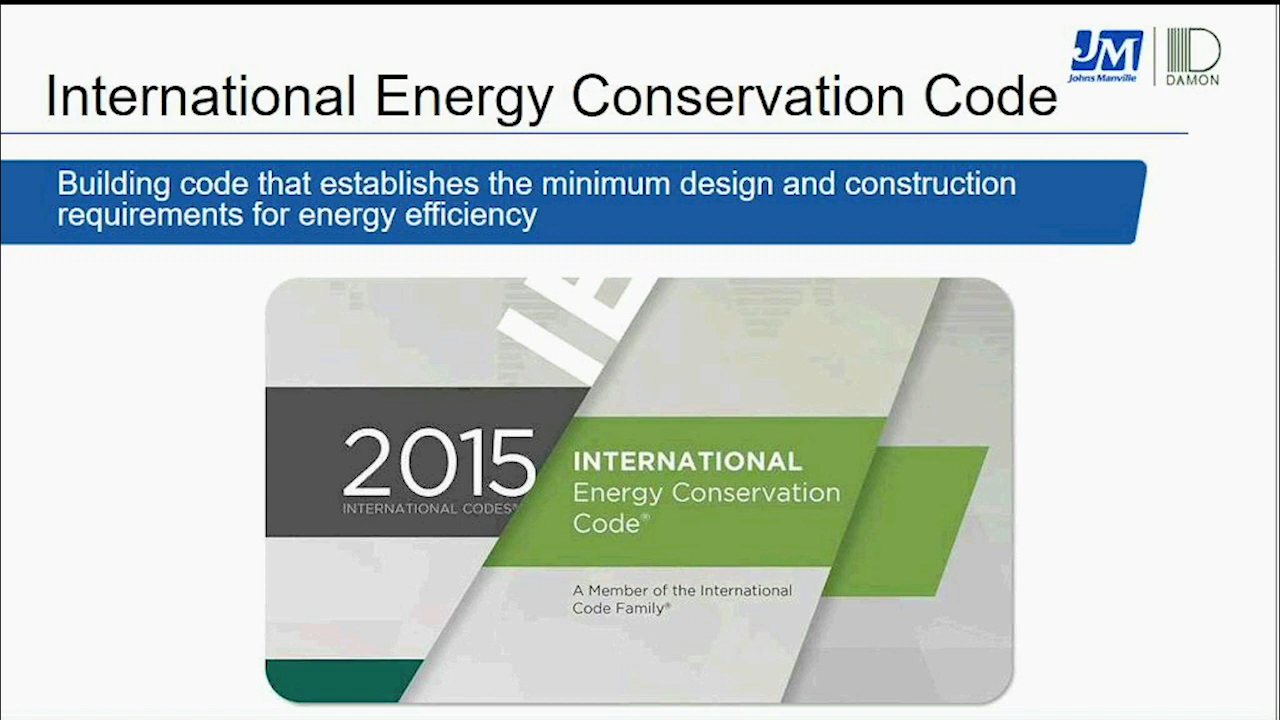 International Energy Conservation Code
JM
Johns Manville
D
DAMON
Building code that establishes the minimum design and construction
requirements for energy efficiency
2015
INTERNATIONAL CODES®
INTERNATIONAL
Energy Conservation
Code®
A Member of the International
Code Family®